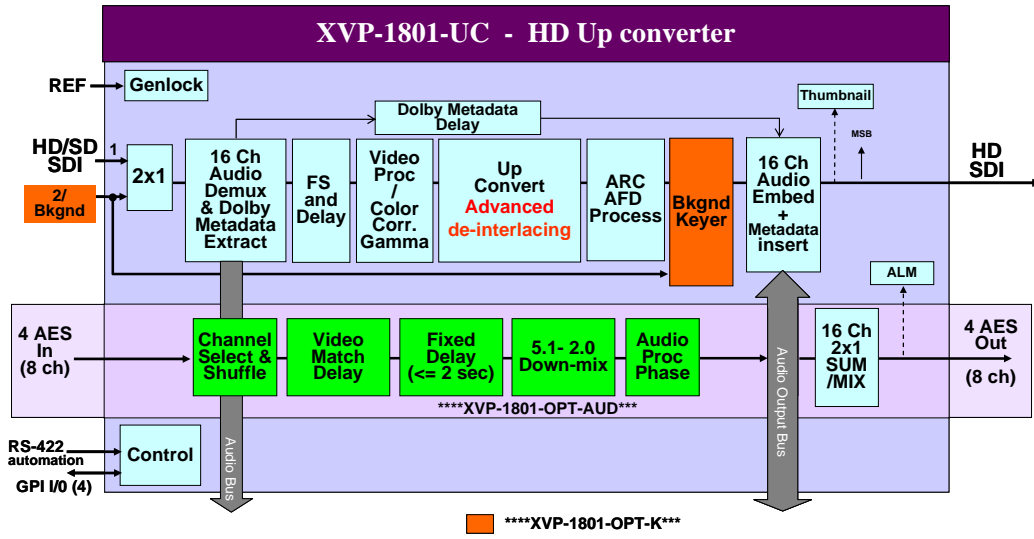 XVP-1801-UC - HD Up converter
REF
Genlock
Thumbnail
Dolby Metadata
Delay
MSB
HD/SD
SDI
1
2/
Bkgnd
2x1
16 Ch
Audio
Demux
& Dolby
Metadata
Extract
FS
and
Delay
Video
Proc
/
Color
Corr.
Gamma
Up
Convert
Advanced
de-interlacing
ARC
AFD
Process
Bkgnd
Keyer
16 Ch
Audio
Embed
+
Metadata
insert
HD
SDI
ALM
4 AES
In
(8 ch)
Channel
Select &
Shuffle
Video
Match
Delay
Fixed
Delay
(<= 2 sec)
5.1- 2.0
Down-mix
Audio
Proc
Phase
16 Ch
2x1
SUM
/MIX
4 AES
Out
(8 ch)
****XVP-1801-OPT-AUD***
Audio Bus
Audio Output Bus
RS-422
automation
GPI I/0 (4)
Control
****XVP-1801-OPT-K***